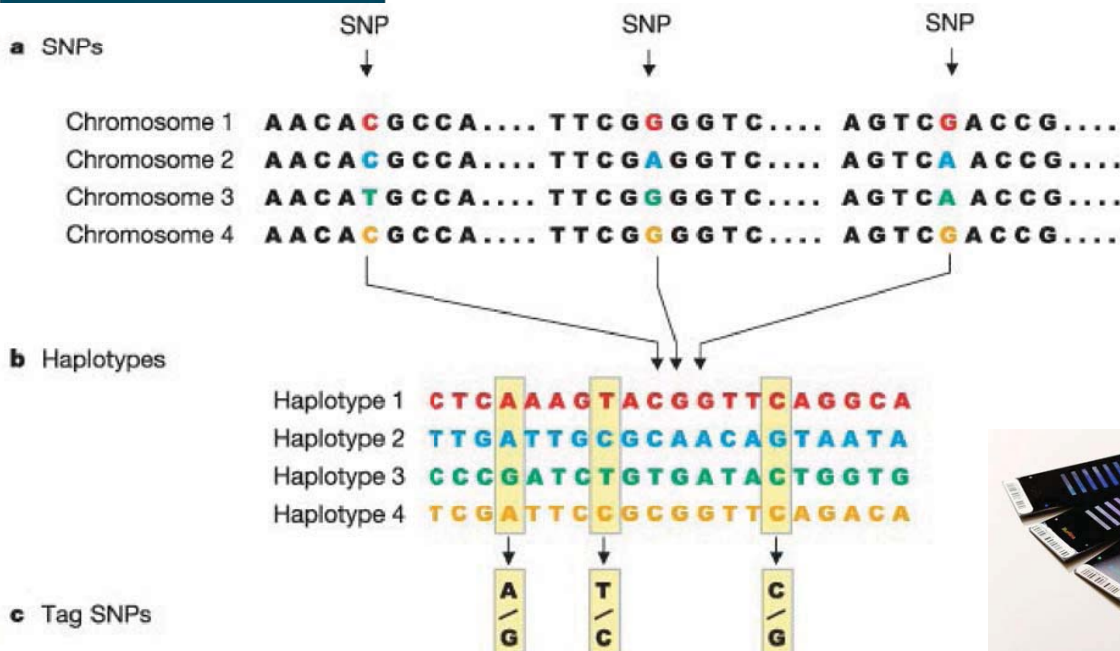 SNP SNP SNP
a SNPs
Chromosome 1 AACACGCCA.... TTCGGGGTC.... AGTCGACCG....
Chromosome 2 AACACGCCA.... TTCGAGGTC.... AGTCAACCG....
Chromosome 3 AACATGCCA.... TTCGGGGTC.... AGTCAACCG....
Chromosome 4 AACACGCCA.... TTCGGGGTC.... AGTCGACCG....
b Haplotypes
Haplotype 1 CTCAAAGTACGGTTCAGGCA
Haplotype 2 TTGATTGCGCAACAGTAATA
Haplotype 3 CCCGATCTGTGATACTGGTG
Haplotype 4 TCGATTCCGCGGTTCAGACA
A T C
/ / /
c Tag SNPs
G C G